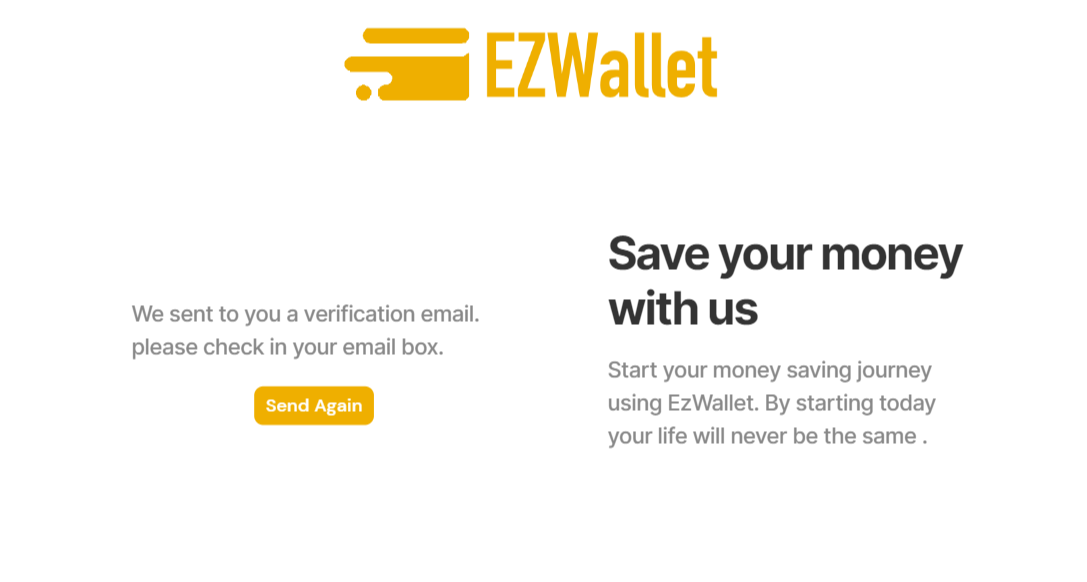 EZWallet
We sent to you a verification email.
please check in your email box.
Send Again
Save your money
with us
Start your money saving journey
using EzWallet. By starting today
your life will never be the same .